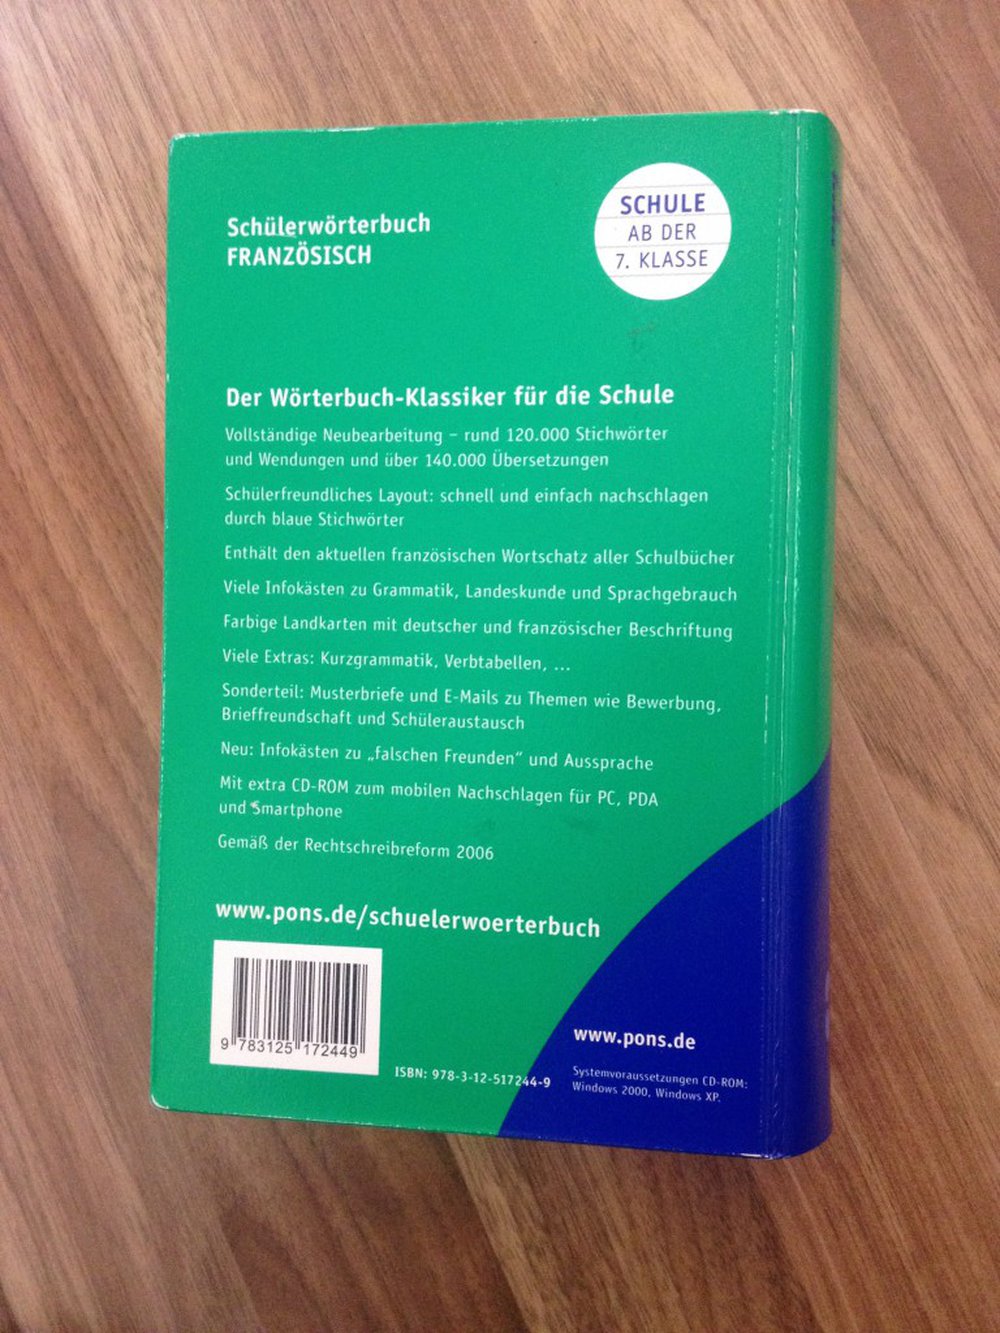 Schülerwörterbuch
FRANZÖSISCH
SCHULE
AB DER
7. KLASSE
Der Wörterbuch-Klassiker für die Schule
Vollständige Neubearbeitung – rund 120.000 Stichwörter
und Wendungen und über 140.000 Übersetzungen
Schülerfreundliches Layout: schnell und einfach nachschlagen
durch blaue Stichwörter
Enthält den aktuellen französischen Wortschatz aller Schulbücher
Viele Infokästen zu Grammatik, Landeskunde und Sprachgebrauch
Farbige Landkarten mit deutscher und französischer Beschriftung
Viele Extras: Kurzgrammatik, Verbtabellen, ...
Sonderteil: Musterbriefe und E-Mails zu Themen wie Bewerbung,
Brieffreundschaft und Schüleraustausch
Neu: Infokästen zu „falschen Freunden“ und Aussprache
Mit extra CD-ROM zum mobilen Nachschlagen für PC, PDA
und Smartphone
Gemäß der Rechtschreibreform 2006
www.pons.de/schuelerwoerterbuch
9 783125 172449
ISBN: 978-3-12-517244-9
www.pons.de
Systemvoraussetzungen CD-ROM:
Windows 2000, Windows XP.